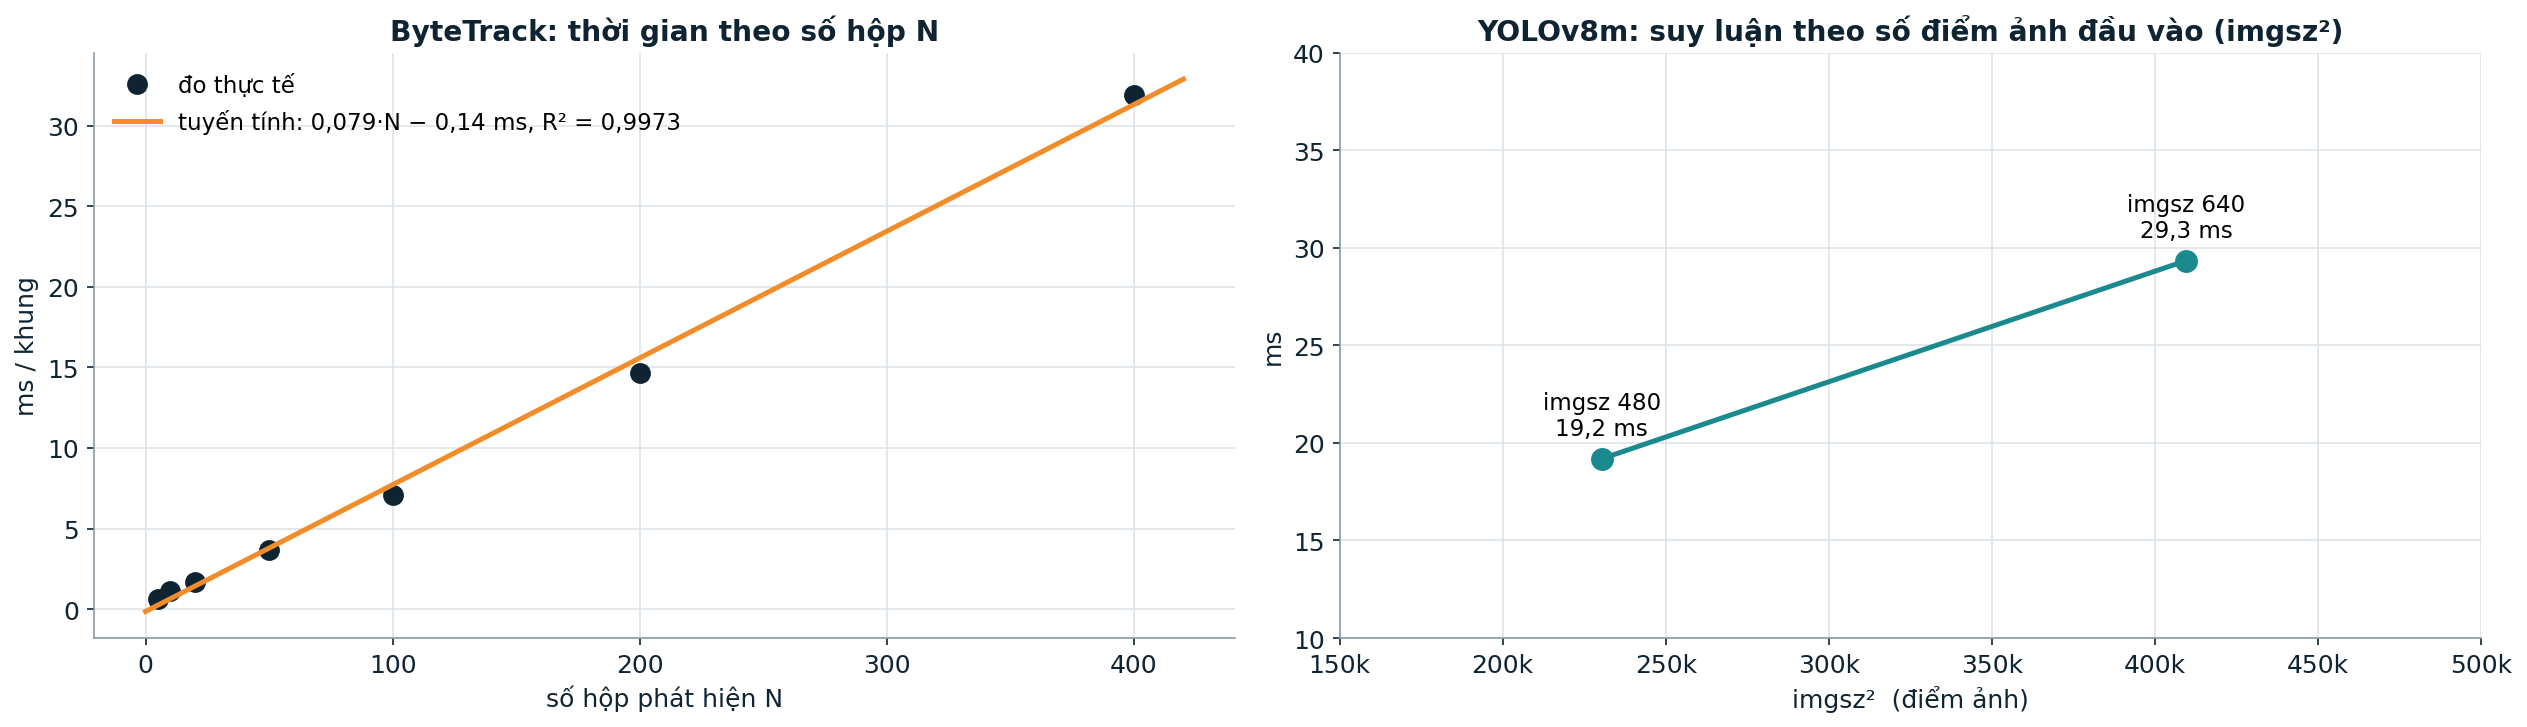 ByteTrack: thời gian theo số hộp N
đo thực tế
tuyến tính: 0,079·N − 0,14 ms, R² = 0,9973
ms / khung
30
25
20
15
10
5
0
0 100 200 300 400
số hộp phát hiện N
YOLOv8m: suy luận theo số điểm ảnh đầu vào (imgsz²)
ms
40
35
30
25
20
15
10
imgsz 640
29,3 ms
imgsz 480
19,2 ms
150k 200k 250k 300k 350k 400k 450k 500k
imgsz² (điểm ảnh)